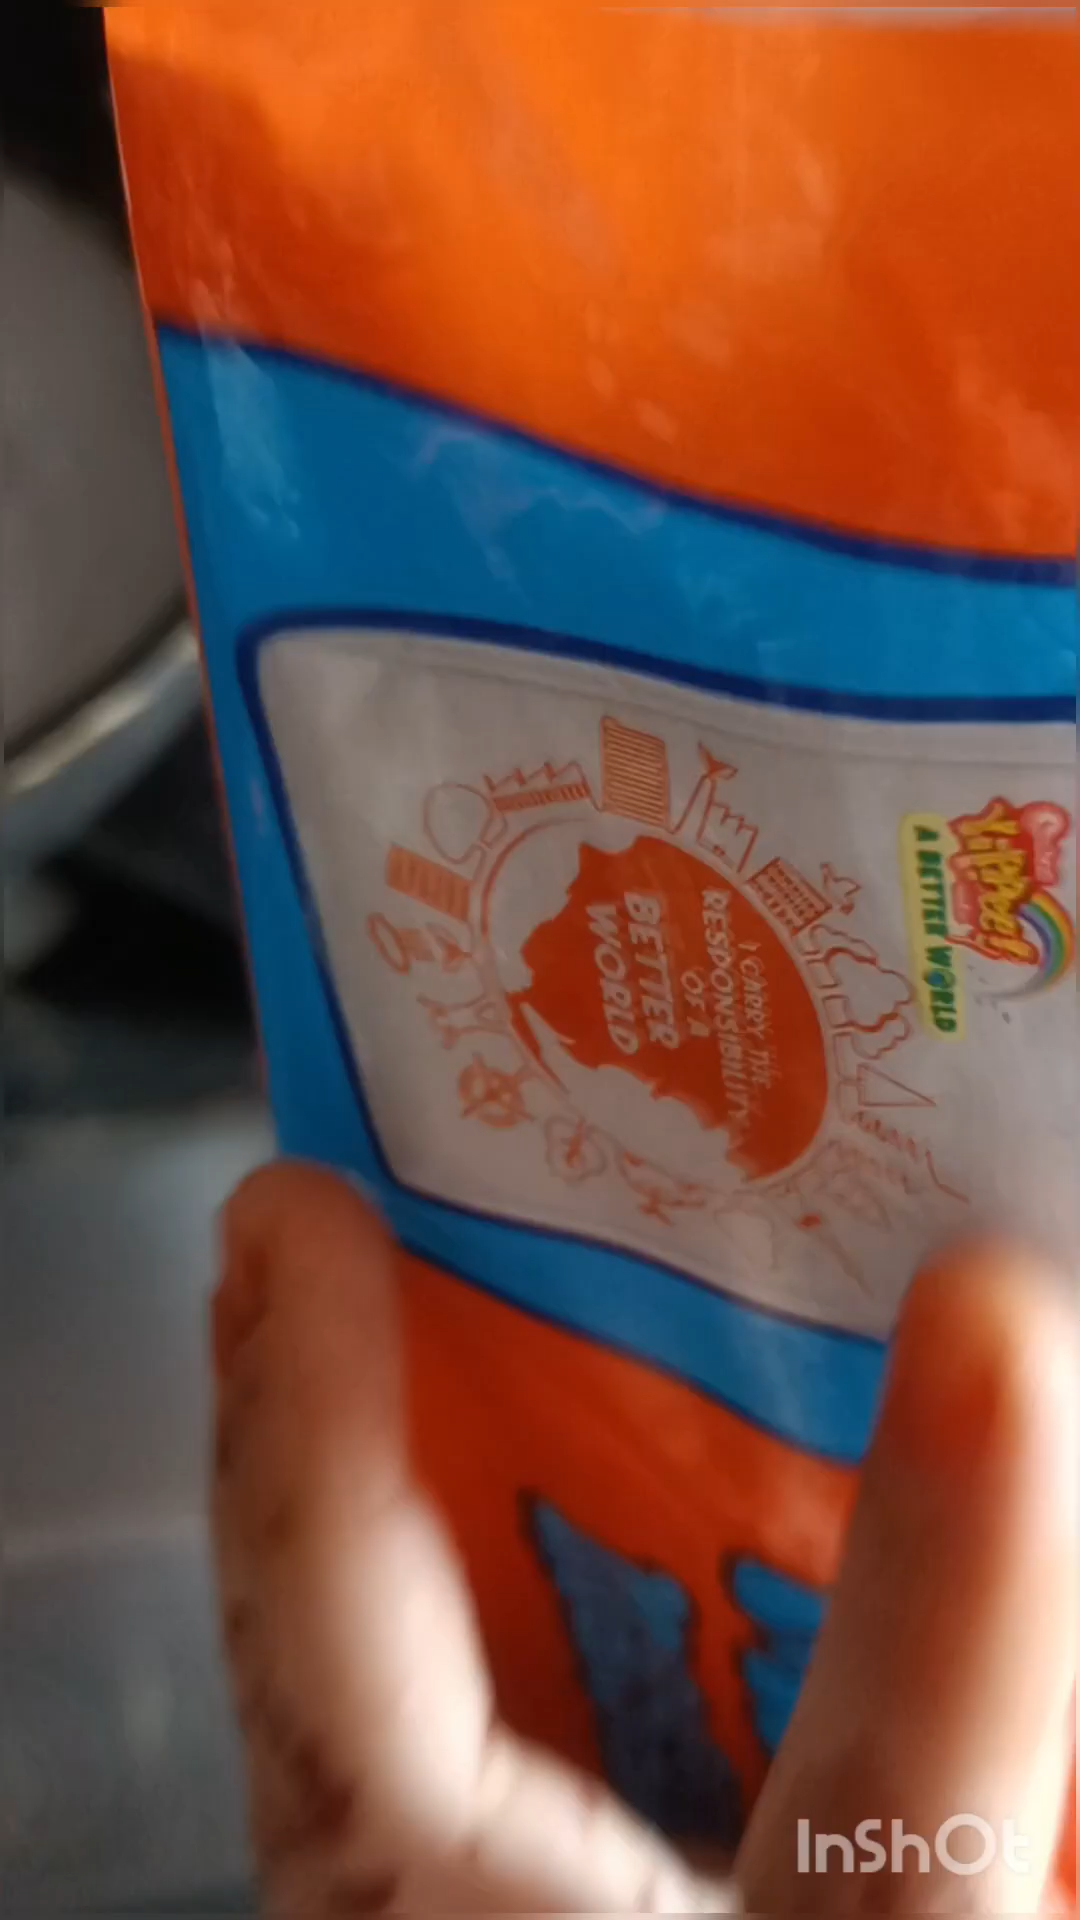 YiPPee!
A BETTER WORLD
I CARRY THE
RESPONSIBILITY
OF A
BETTER
WORLD
InShOt